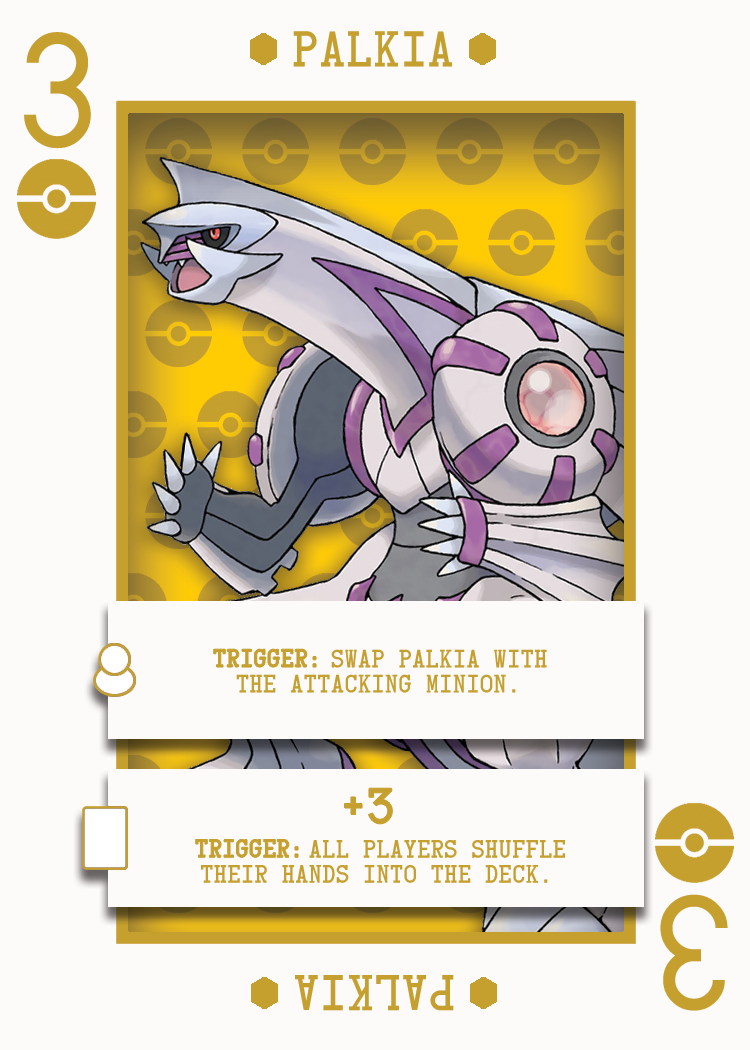 3
PALKIA
TRIGGER: SWAP PALKIA WITH
THE ATTACKING MINION.
+3
TRIGGER: ALL PLAYERS SHUFFLE
THEIR HANDS INTO THE DECK.
3
PALKIA